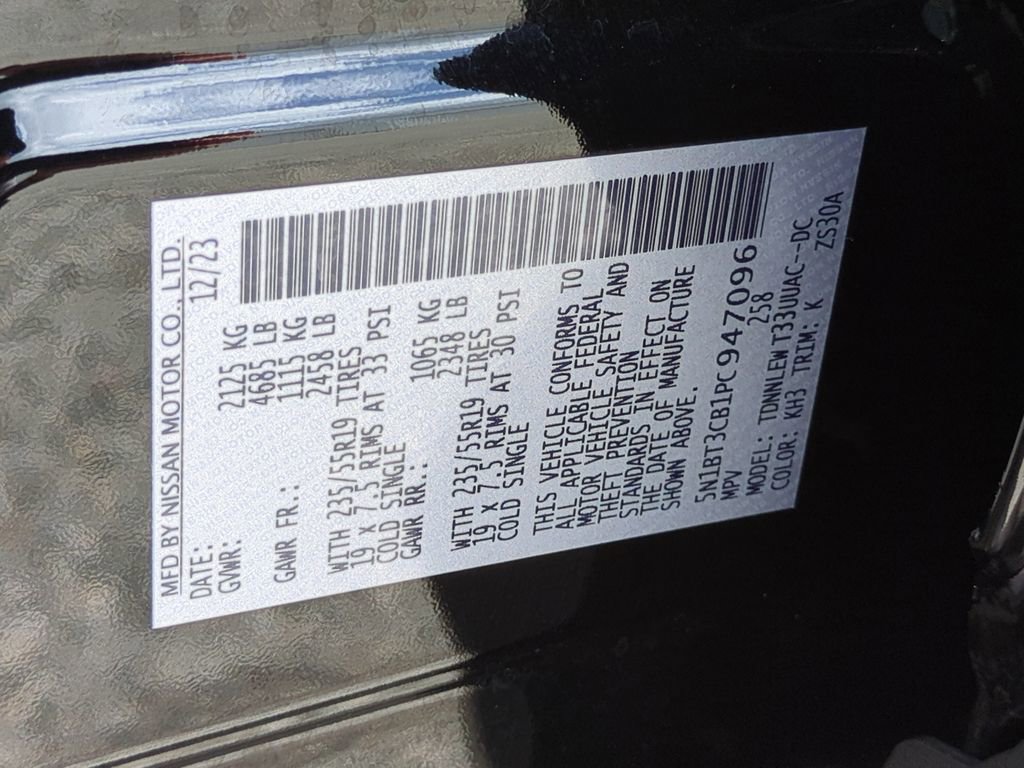 MFD BY NISSAN MOTOR CO., LTD.
DATE: 12/23
GVWR: 2125 KG
4685 LB
GAWR FR.: 1115 KG
2458 LB
WITH 235/55R19 TIRES
19 X 7.5 RIMS AT 33 PSI
COLD SINGLE
GAWR RR.: 1065 KG
2348 LB
WITH 235/55R19 TIRES
19 X 7.5 RIMS AT 30 PSI
COLD SINGLE
THIS VEHICLE CONFORMS TO
ALL APPLICABLE FEDERAL
MOTOR VEHICLE SAFETY AND
THEFT PREVENTION
STANDARDS IN EFFECT ON
THE DATE OF MANUFACTURE
SHOWN ABOVE.
5N1BT3CB1PC947096
MPV 258
MODEL: TDNNLEWT33UUAC--DC
COLOR: KH3 TRIM: K ZS30A